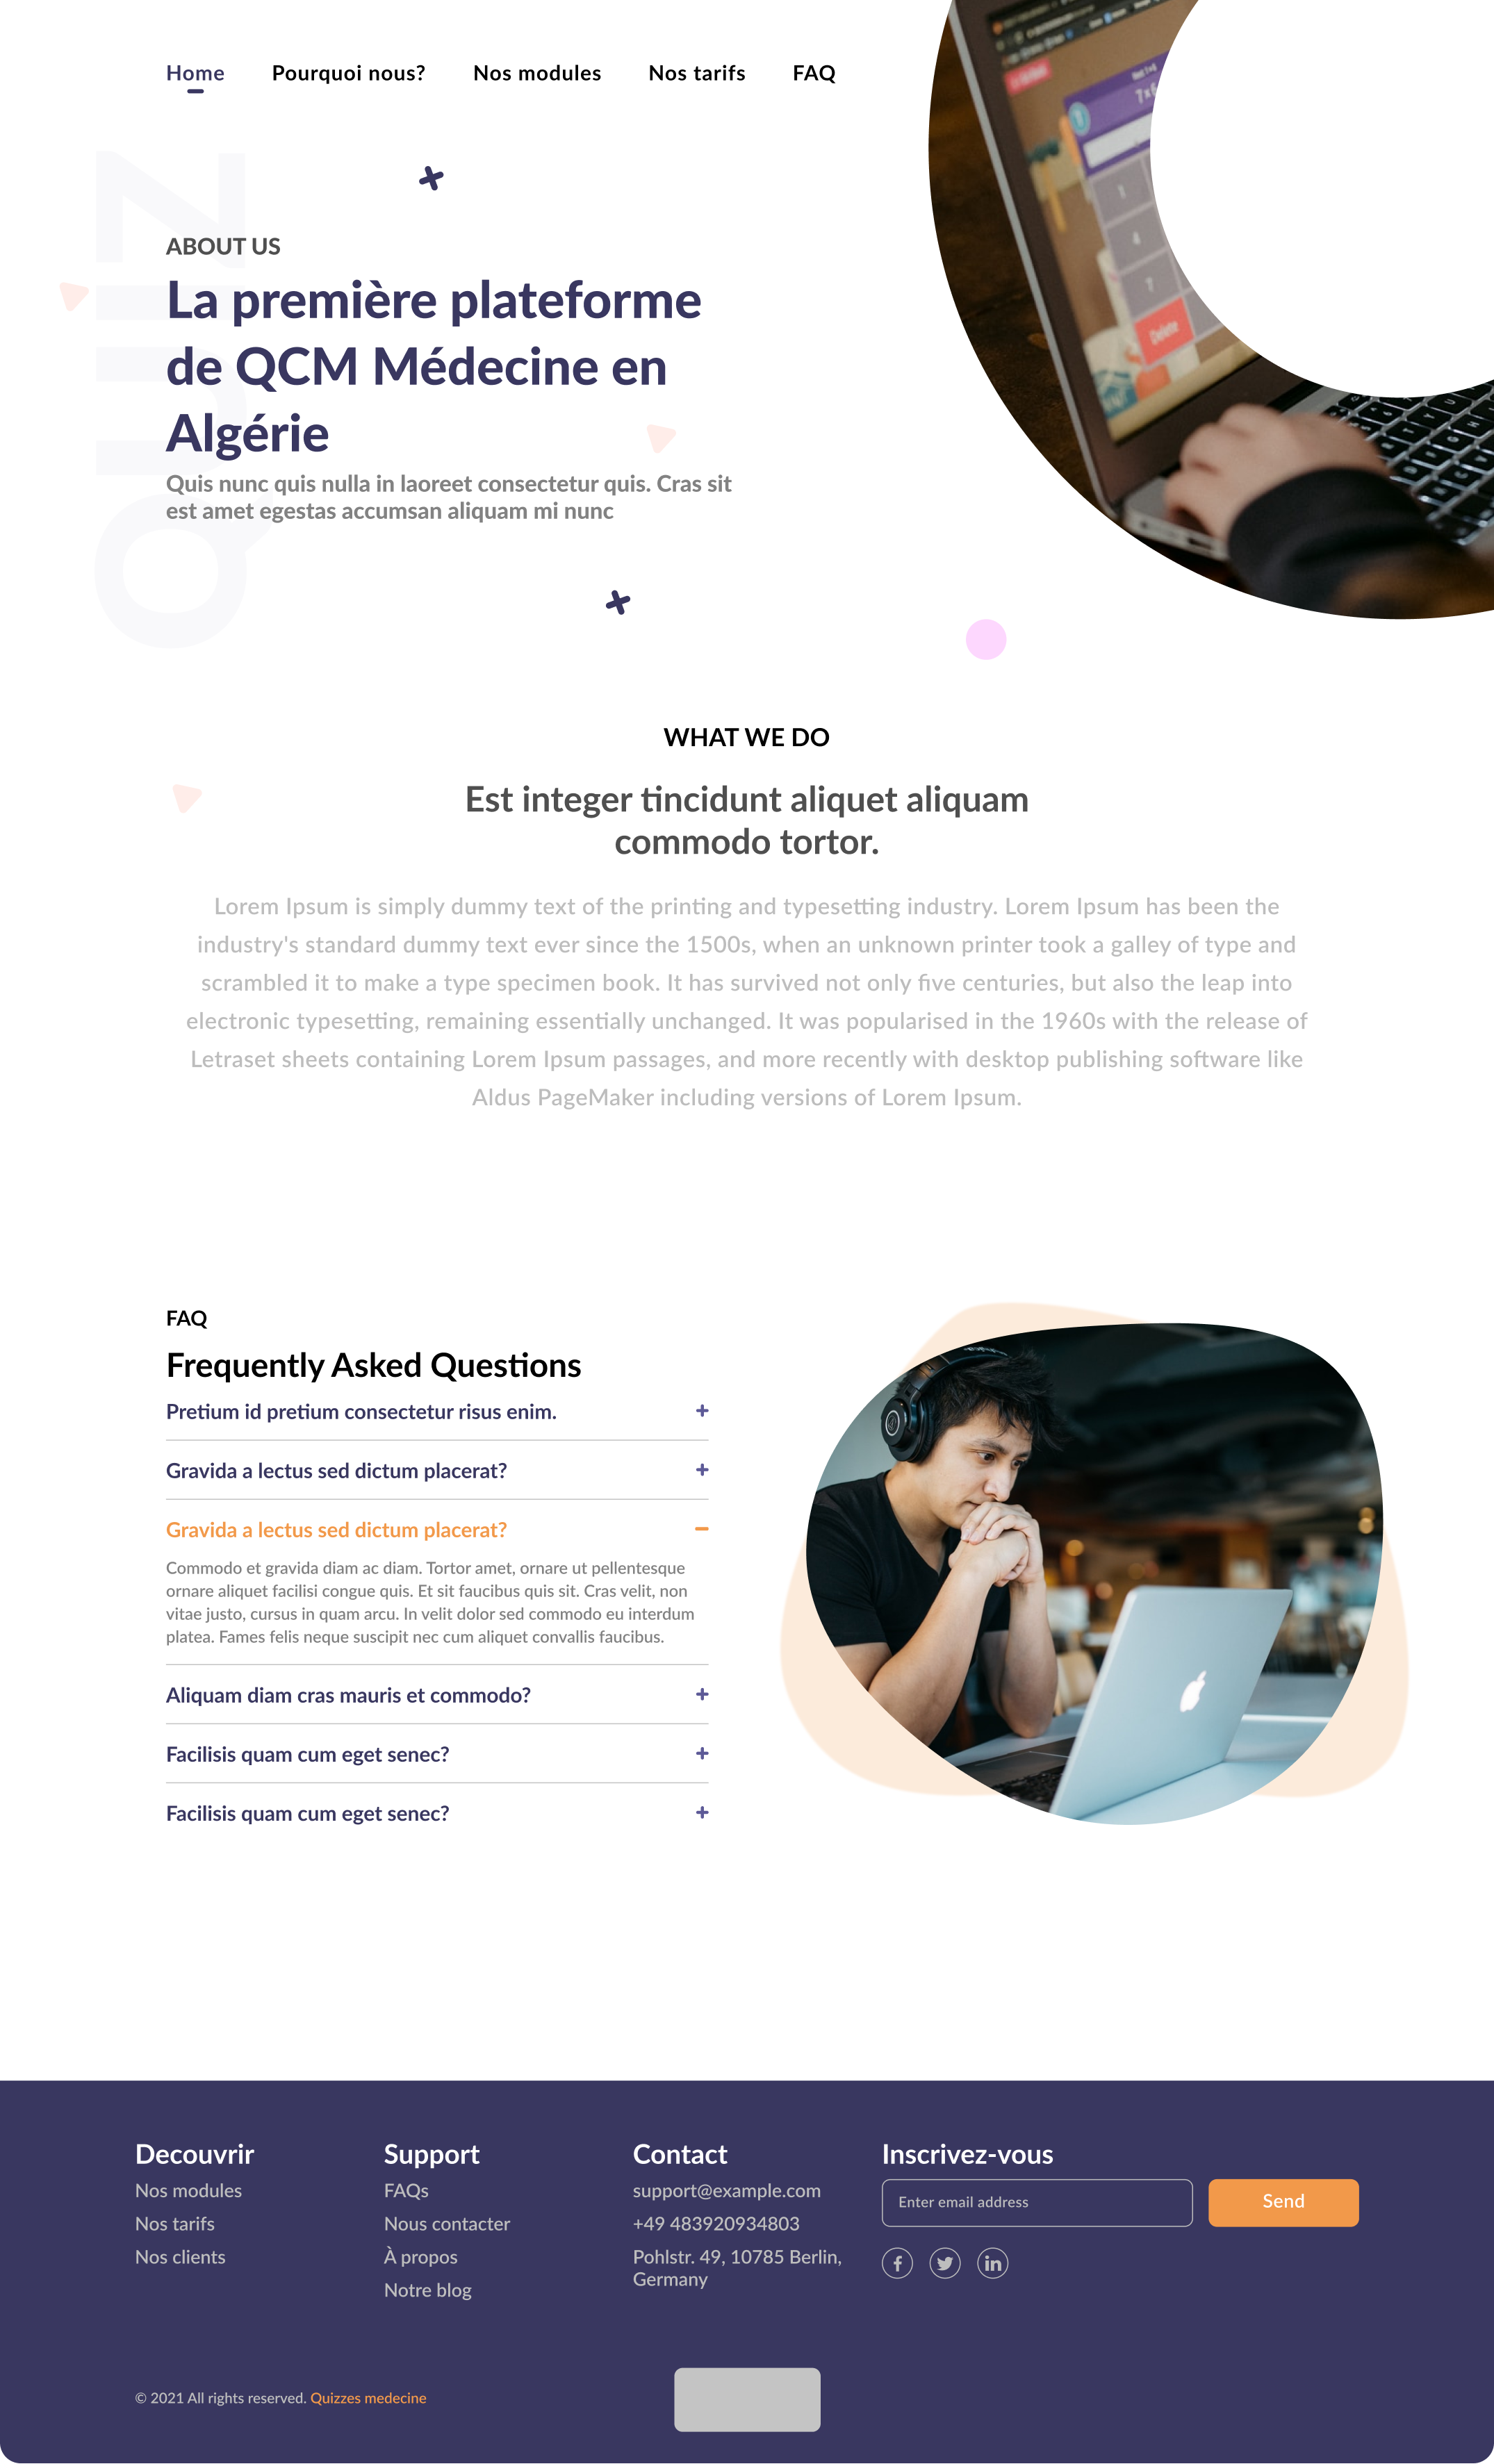 Home Pourquoi nous? Nos modules Nos tarifs FAQ
QUIZ
ABOUT US
La première plateforme
de QCM Médecine en
Algérie
Quis nunc quis nulla in laoreet consectetur quis. Cras sit
est amet egestas accumsan aliquam mi nunc
7×6
1
4
7
Delete
WHAT WE DO
Est integer tincidunt aliquet aliquam
commodo tortor.
Lorem Ipsum is simply dummy text of the printing and typesetting industry. Lorem Ipsum has been the
industry's standard dummy text ever since the 1500s, when an unknown printer took a galley of type and
scrambled it to make a type specimen book. It has survived not only five centuries, but also the leap into
electronic typesetting, remaining essentially unchanged. It was popularised in the 1960s with the release of
Letraset sheets containing Lorem Ipsum passages, and more recently with desktop publishing software like
Aldus PageMaker including versions of Lorem Ipsum.
FAQ
Frequently Asked Questions
Pretium id pretium consectetur risus enim.
Gravida a lectus sed dictum placerat?
Gravida a lectus sed dictum placerat?
Commodo et gravida diam ac diam. Tortor amet, ornare ut pellentesque
ornare aliquet facilisi congue quis. Et sit faucibus quis sit. Cras velit, non
vitae justo, cursus in quam arcu. In velit dolor sed commodo eu interdum
platea. Fames felis neque suscipit nec cum aliquet convallis faucibus.
Aliquam diam cras mauris et commodo?
Facilisis quam cum eget senec?
Facilisis quam cum eget senec?
Decouvrir
Nos modules
Nos tarifs
Nos clients
Support
FAQs
Nous contacter
À propos
Notre blog
Contact
support@example.com
+49 483920934803
Pohlstr. 49, 10785 Berlin,
Germany
Inscrivez-vous
Enter email address
Send
© 2021 All rights reserved. Quizzes medecine